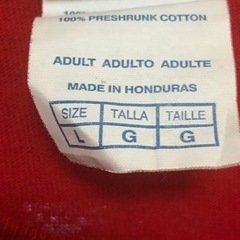 100% PRESHRUNK COTTON
ADULT ADULTO ADULTE
MADE IN HONDURAS
SIZE TALLA TAILLE
L G G